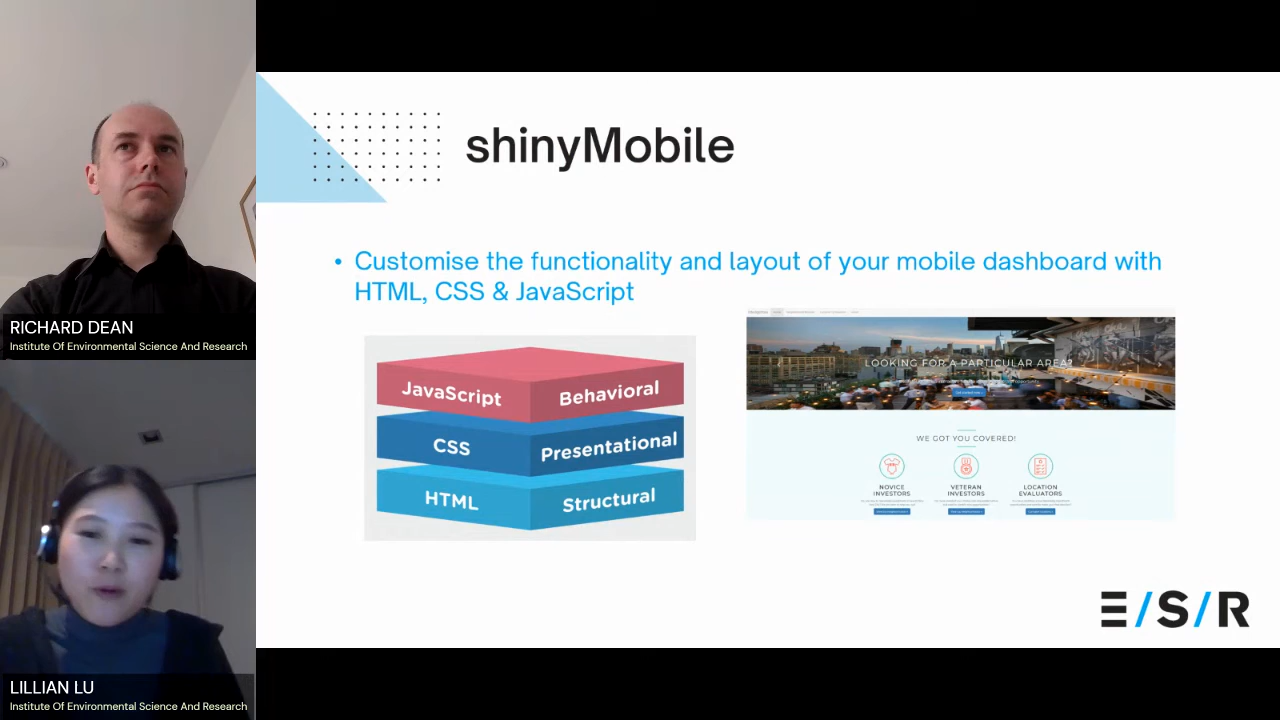 RICHARD DEAN
Institute Of Environmental Science And Research
LILLIAN LU
Institute Of Environmental Science And Research
shinyMobile
• Customise the functionality and layout of your mobile dashboard with
HTML, CSS & JavaScript
JavaScript Behavioral
CSS Presentational
HTML Structural
LOOKING FOR A PARTICULAR AREA?
WE GOT YOU COVERED!
NOVICE
INVESTORS
VETERAN
INVESTORS
LOCATION
EVALUATORS
E/S/R